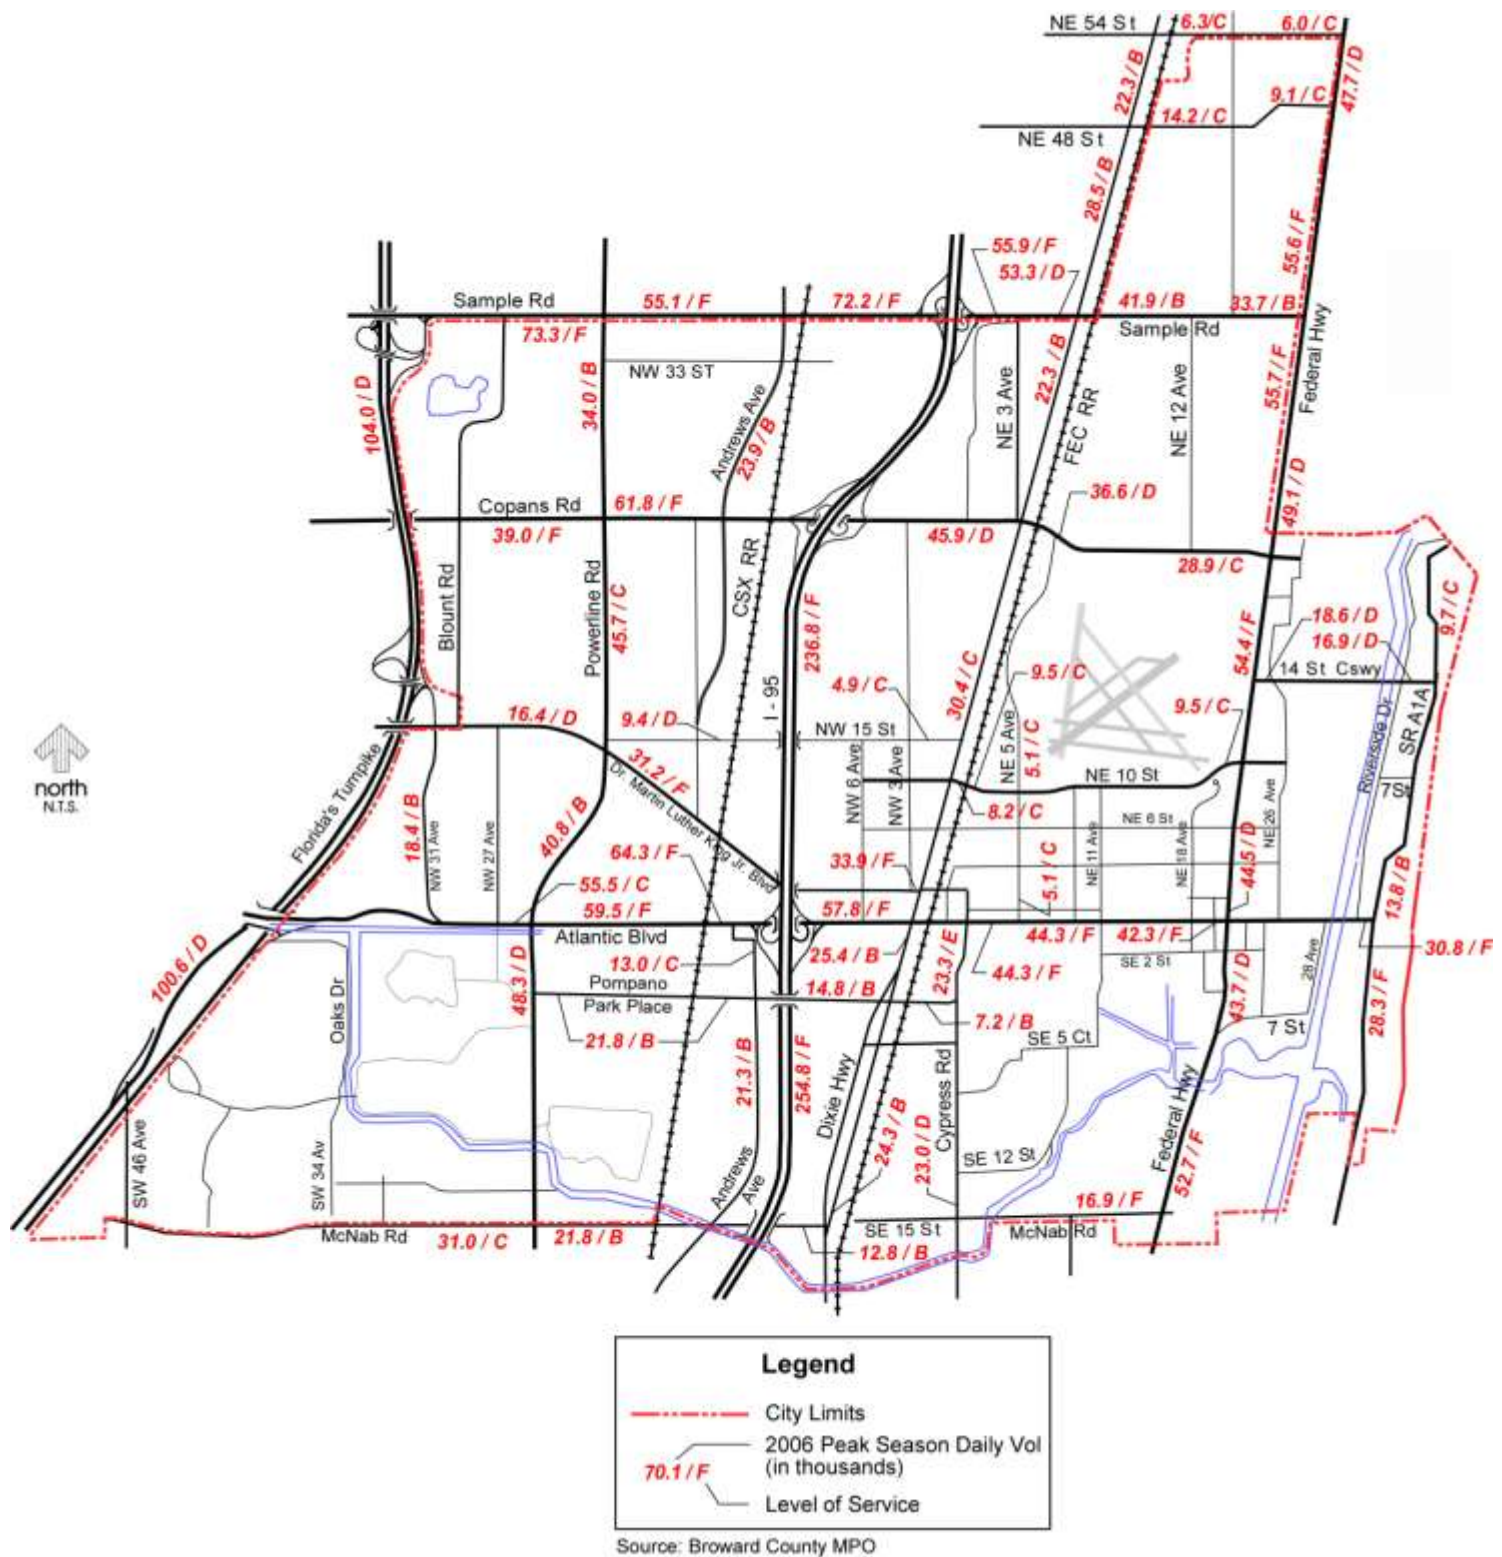 NE 54 St
6.3/C
6.0 / C
22.3 / B
47.7 / D
9.1 / C
14.2 / C
NE 48 St
28.5 / B
55.6 / F
55.9 / F
53.3 / D
Sample Rd
55.1 / F
72.2 / F
41.9 / B
33.7 / B
73.3 / F
Sample Rd
Federal Hwy
104.0 / D
34.0 / B
NW 33 ST
Andrews Ave
23.9 / B
22.3 / B
NE 3 Ave
FEC RR
NE 12 Ave
55.7 / F
49.1 / D
36.6 / D
Copans Rd
61.8 / F
39.0 / F
45.9 / D
28.9 / C
Blount Rd
Powerline Rd
45.7 / C
CSX RR
I - 95
236.8 / F
9.7 / C
18.6 / D
16.9 / D
54.4 / F
14 St Cswy
30.4 / C
9.5 / C
4.9 / C
16.4 / D
9.4 / D
NW 15 St
NE 5 Ave
5.1 / C
9.5 / C
Riverside Dr
SR A1A
north
N.T.S.
Florida's Turnpike
31.2 / F
Dr. Martin Luther King Jr. Blvd
NW 6 Ave
NW 3 Ave
NE 10 St
7St
8.2 / C
NE 6 St
NE 26 Ave
18.4 / B
NW 31 Ave
NW 27 Ave
40.8 / B
64.3 / F
33.9 / F
5.1 / C
NE 11 Ave
NE 18 Ave
44.5 / D
13.8 / B
55.5 / C
59.5 / F
57.8 / F
Atlantic Blvd
44.3 / F
42.3 / F
30.8 / F
100.6 / D
Oaks Dr
48.3 / D
13.0 / C
25.4 / B
23.3 / E
44.3 / F
SE 2 St
28 Ave
Pompano
Park Place
14.8 / B
43.7 / D
28.3 / F
21.8 / B
7.2 / B
7 St
SE 5 Ct
21.3 / B
254.8 / F
Dixie Hwy
24.3 / B
Cypress Rd
Federal Hwy
SW 46 Ave
SW 34 Av
Andrews
Ave
23.0 / D
SE 12 St
52.7 / F
16.9 / F
McNab Rd
31.0 / C
21.8 / B
SE 15 St
McNab Rd
12.8 / B
Legend
City Limits
2006 Peak Season Daily Vol
(in thousands)
70.1 / F
Level of Service
Source: Broward County MPO